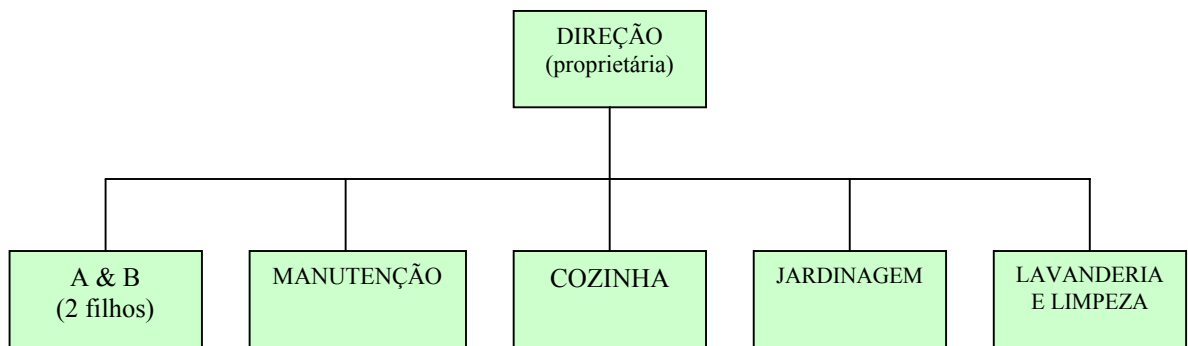 DIREÇÃO
(proprietária)
A & B
(2 filhos)
MANUTENÇÃO
COZINHA
JARDINAGEM
LAVANDERIA
E LIMPEZA